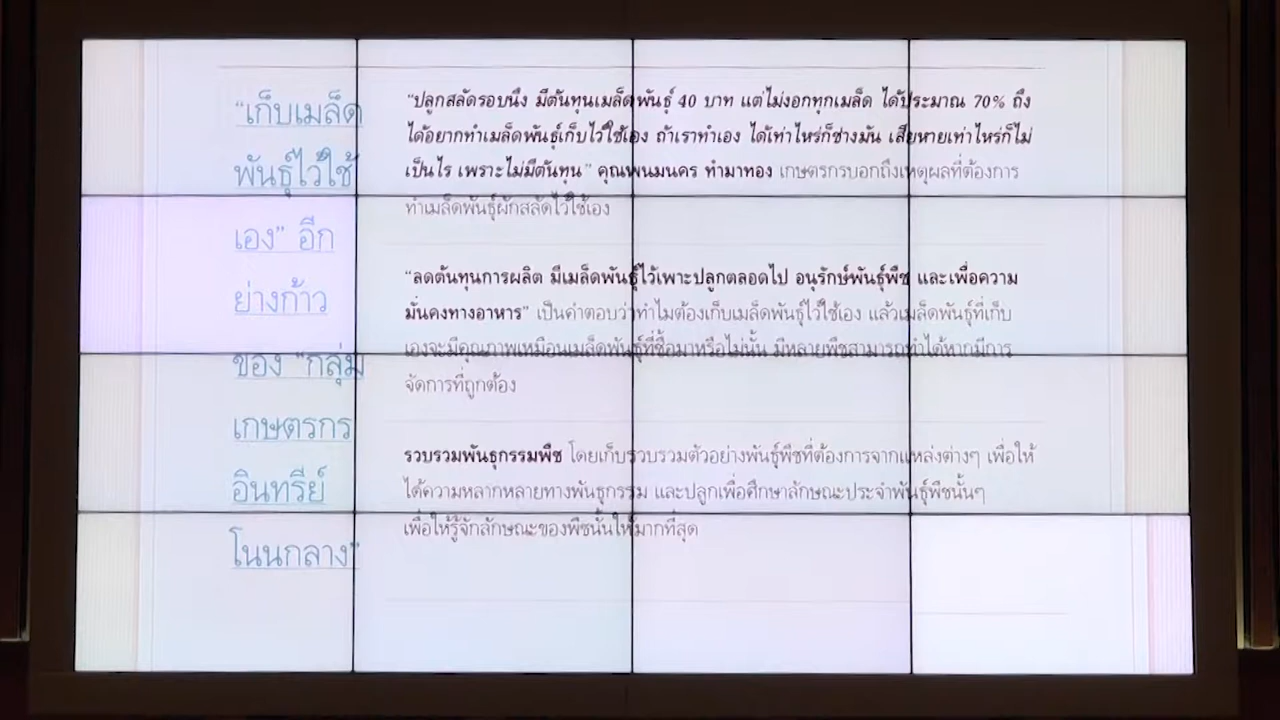 “เก็บเมล็ด
พันธุ์ไว้ใช้
เอง” อีก
ย่างก้าว
ของ “กลุ่ม
เกษตรกร
อินทรีย์
โนนกลาง”
“ปลูกสลัดรอบนึง มีต้นทุนเมล็ดพันธุ์ 40 บาท แต่ไม่งอกทุกเมล็ด ได้ประมาณ 70% ถึง
ได้อยากทำเมล็ดพันธุ์เก็บไว้ใช้เอง ถ้าเราทำเอง ได้เท่าไหร่ก็ช่างมัน เสียหายเท่าไหร่ก็ไม่
เป็นไร เพราะไม่มีต้นทุน” คุณพนมนคร ทำมาทอง เกษตรกรบอกถึงเหตุผลที่ต้องการ
ทำเมล็ดพันธุ์ผักสลัดไว้ใช้เอง
“ลดต้นทุนการผลิต มีเมล็ดพันธุ์ไว้เพาะปลูกตลอดไป อนุรักษ์พันธุ์พืช และเพื่อความ
มั่นคงทางอาหาร” เป็นคำตอบว่าทำไมต้องเก็บเมล็ดพันธุ์ไว้ใช้เอง แล้วเมล็ดพันธุ์ที่เก็บ
เองจะมีคุณภาพเหมือนเมล็ดพันธุ์ที่ซื้อมาหรือไม่นั้น มีหลายพืชสามารถทำได้หากมีการ
จัดการที่ถูกต้อง
รวบรวมพันธุกรรมพืช โดยเก็บรวบรวมตัวอย่างพันธุ์พืชที่ต้องการจากแหล่งต่างๆ เพื่อให้
ได้ความหลากหลายทางพันธุกรรม และปลูกเพื่อศึกษาลักษณะประจำพันธุ์พืชนั้นๆ
เพื่อให้รู้จักลักษณะของพืชนั้นให้มากที่สุด